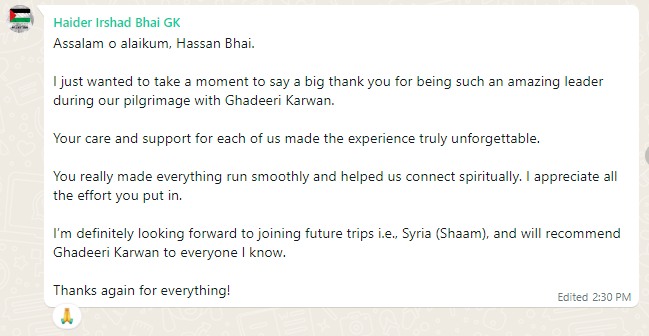 Haider Irshad Bhai GK
Assalam o alaikum, Hassan Bhai.
I just wanted to take a moment to say a big thank you for being such an amazing leader
during our pilgrimage with Ghadeeri Karwan.
Your care and support for each of us made the experience truly unforgettable.
You really made everything run smoothly and helped us connect spiritually. I appreciate all
the effort you put in.
I'm definitely looking forward to joining future trips i.e., Syria (Shaam), and will recommend
Ghadeeri Karwan to everyone I know.
Thanks again for everything!
Edited 2:30 PM